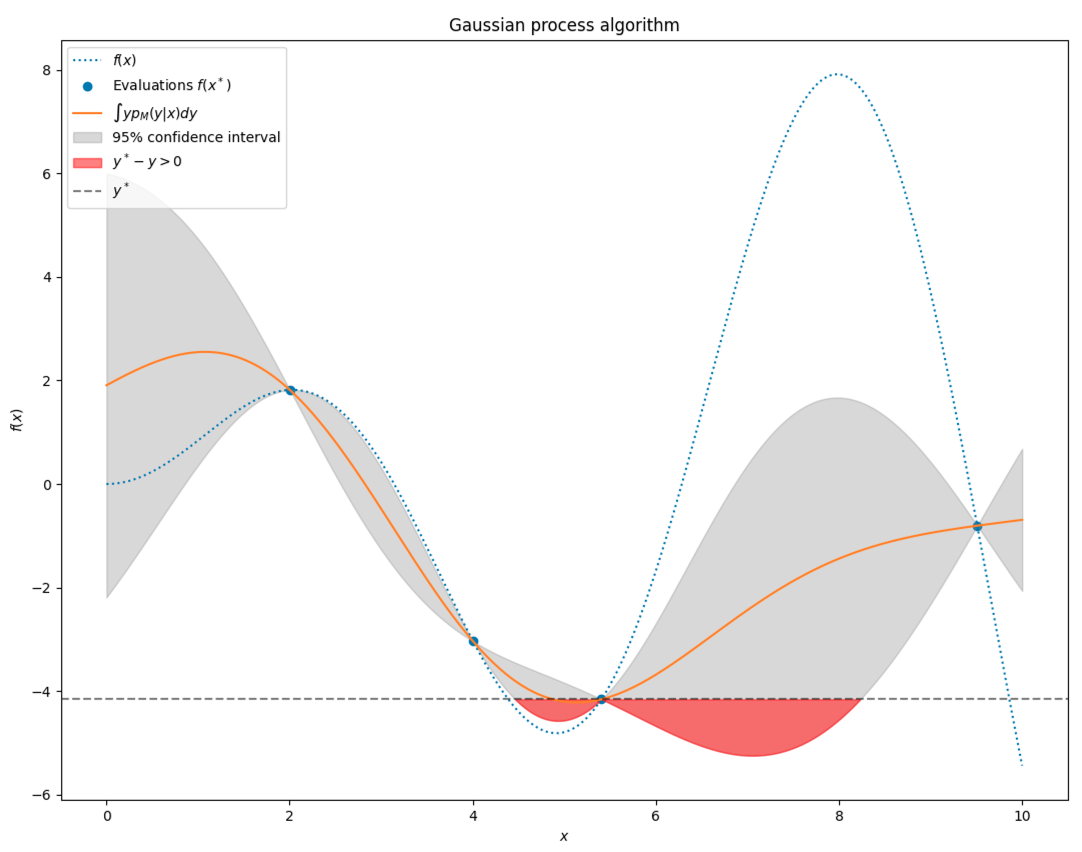 Gaussian process algorithm
f(x)
Evaluations f(x*)
∫yp_M(y|x)dy
95% confidence interval
y* − y > 0
y*
8
6
4
2
0
−2
−4
−6
f(x)
0 2 4 6 8 10
x